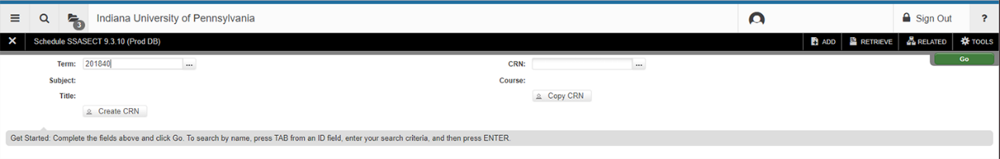 3 Indiana University of Pennsylvania Sign Out ?
Schedule SSASECT 9.3.10 (Prod DB) ADD RETRIEVE RELATED TOOLS
Term: 201840 ... CRN: ... Go
Subject: Course:
Title: Copy CRN
Create CRN
Get Started: Complete the fields above and click Go. To search by name, press TAB from an ID field, enter your search criteria, and then press ENTER.